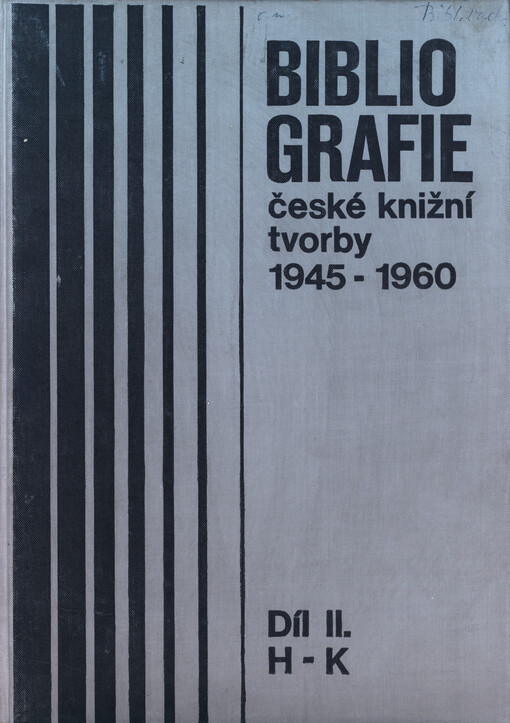 BIBLIO
GRAFIE
české knižní
tvorby
1945 - 1960
Díl II.
H - K